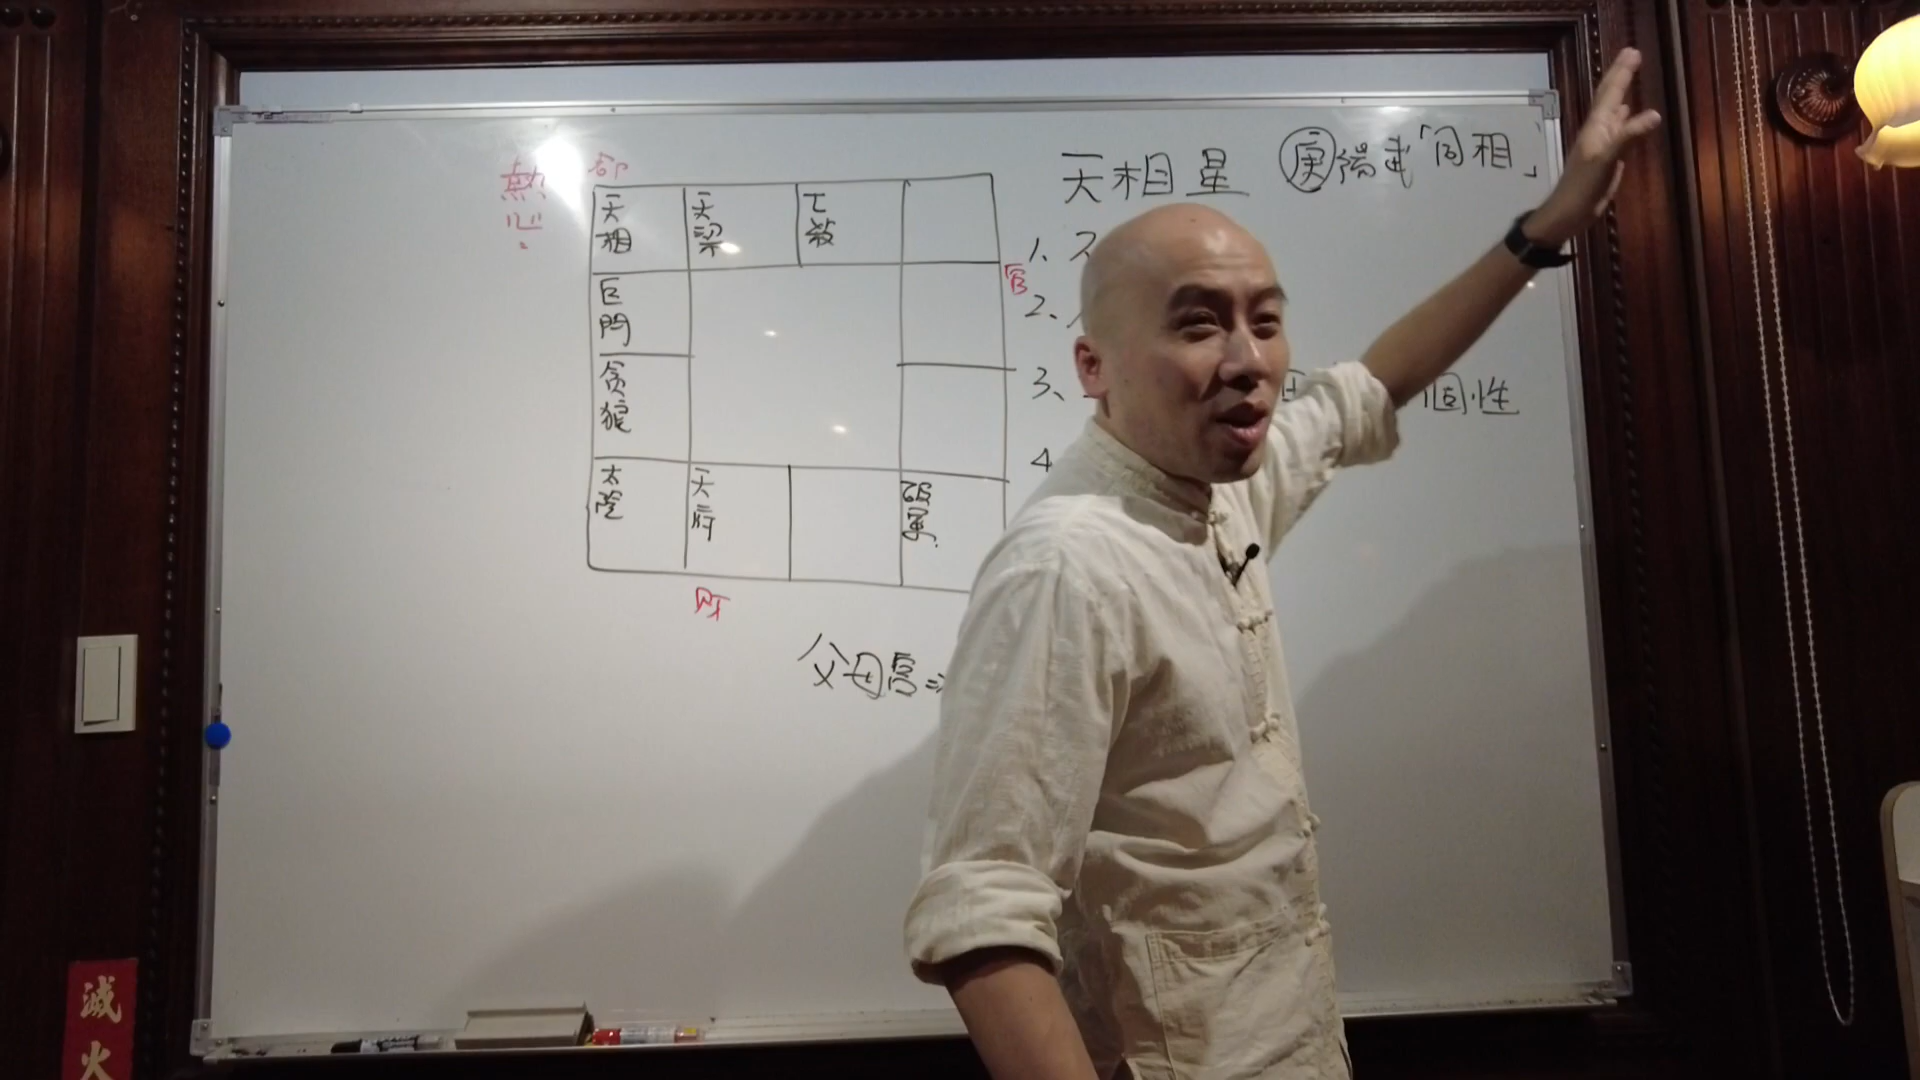 熱心 命
天相 天梁 七殺
巨門
貪狼
太陰 天府 破軍
官
財
父母宮⇒
天相星 庚陽武「同相」
1、
2、
3、 個性
4
滅火